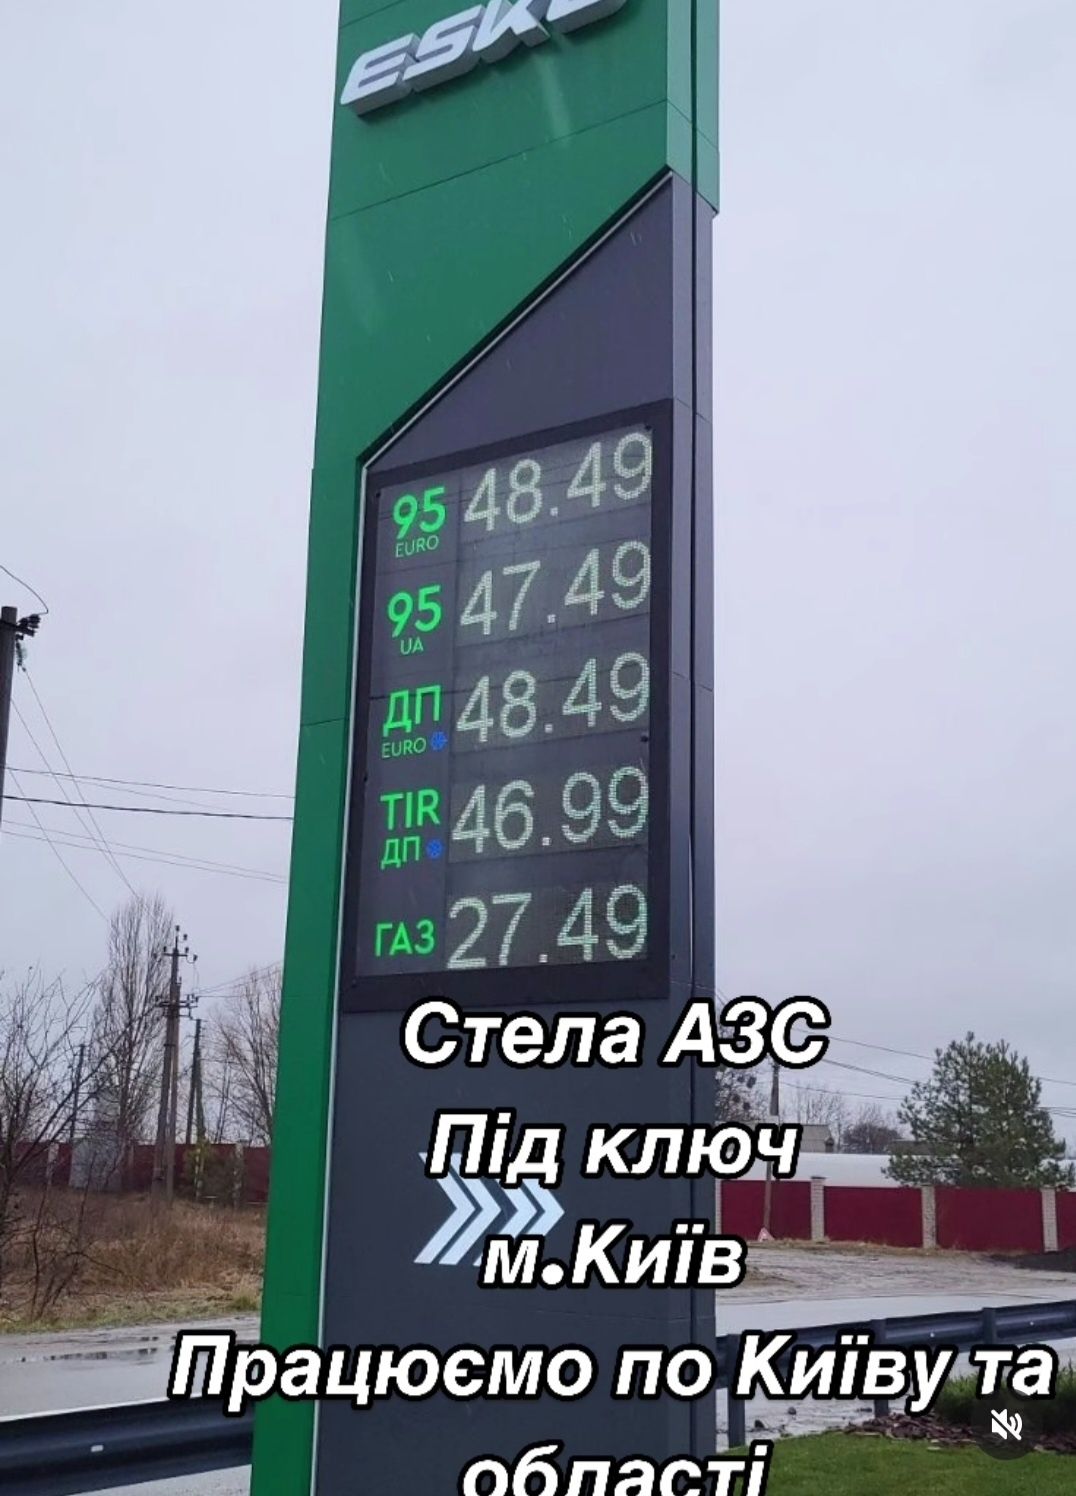 95 48.49
EURO
95 47.49
UA
ДП 48.49
EURO
TIR 46.99
ДП
ГАЗ 27.49
Стела АЗС
Під ключ
м.Київ
Працюємо по Київу та
області